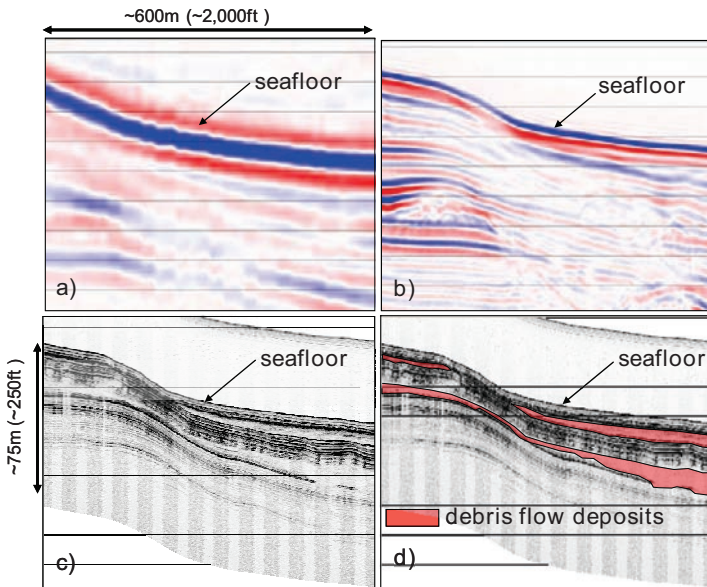 ~600m (~2,000ft)
seafloor
seafloor
a)
b)
~75m (~250ft)
seafloor
seafloor
debris flow deposits
c)
d)